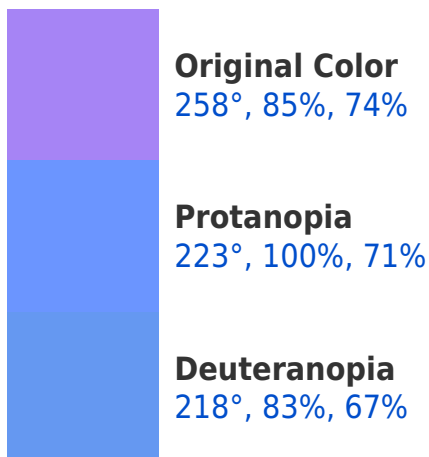 Original Color
258°, 85%, 74%
Protanopia
223°, 100%, 71%
Deuteranopia
218°, 83%, 67%